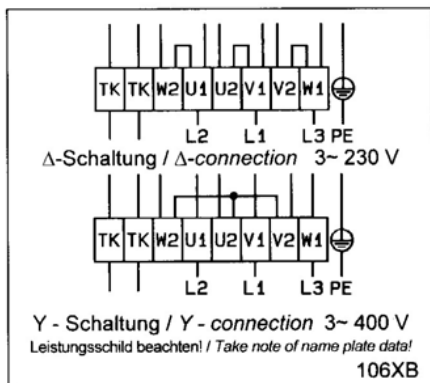 TK TK W2 U1 U2 V1 V2 W1
L2 L1 L3 PE
Δ-Schaltung / Δ-connection 3~ 230 V
TK TK W2 U1 U2 V1 V2 W1
L2 L1 L3 PE
Y - Schaltung / Y - connection 3~ 400 V
Leistungsschild beachten! / Take note of name plate data!
106XB